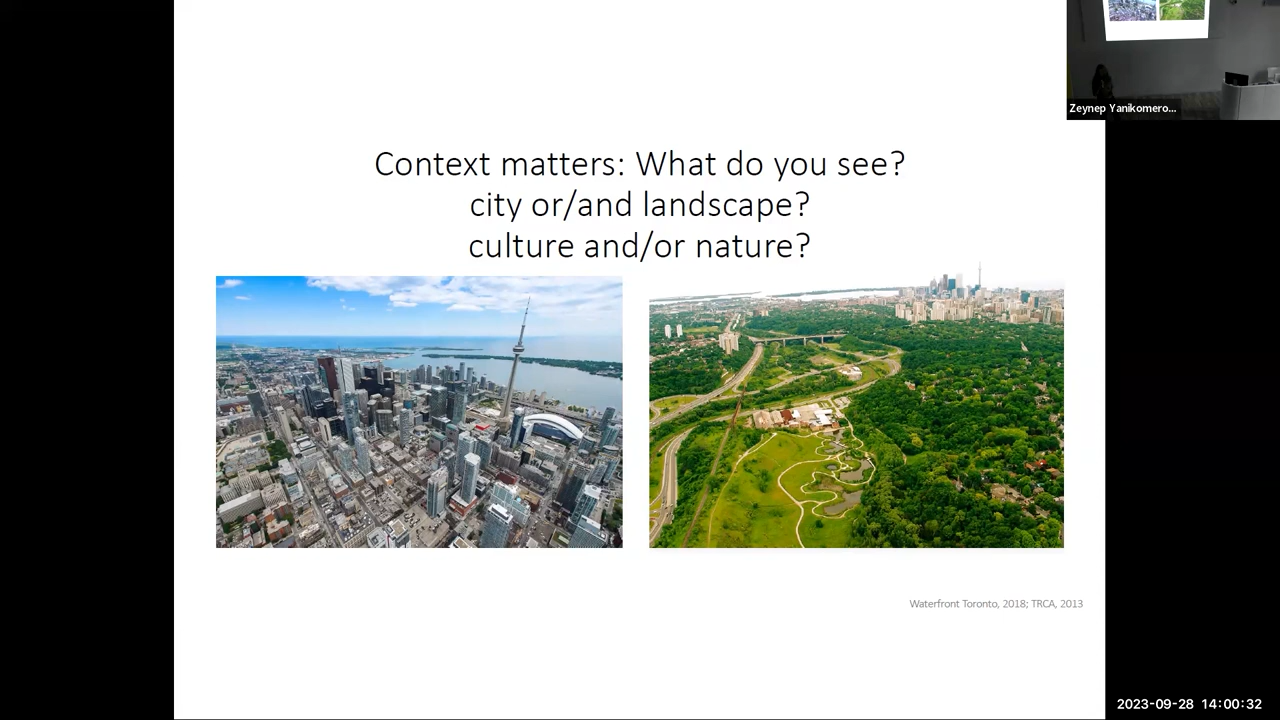 Zeynep Yanikomero...
Context matters: What do you see?
city or/and landscape?
culture and/or nature?
Waterfront Toronto, 2018; TRCA, 2013
2023-09-28 14:00:32